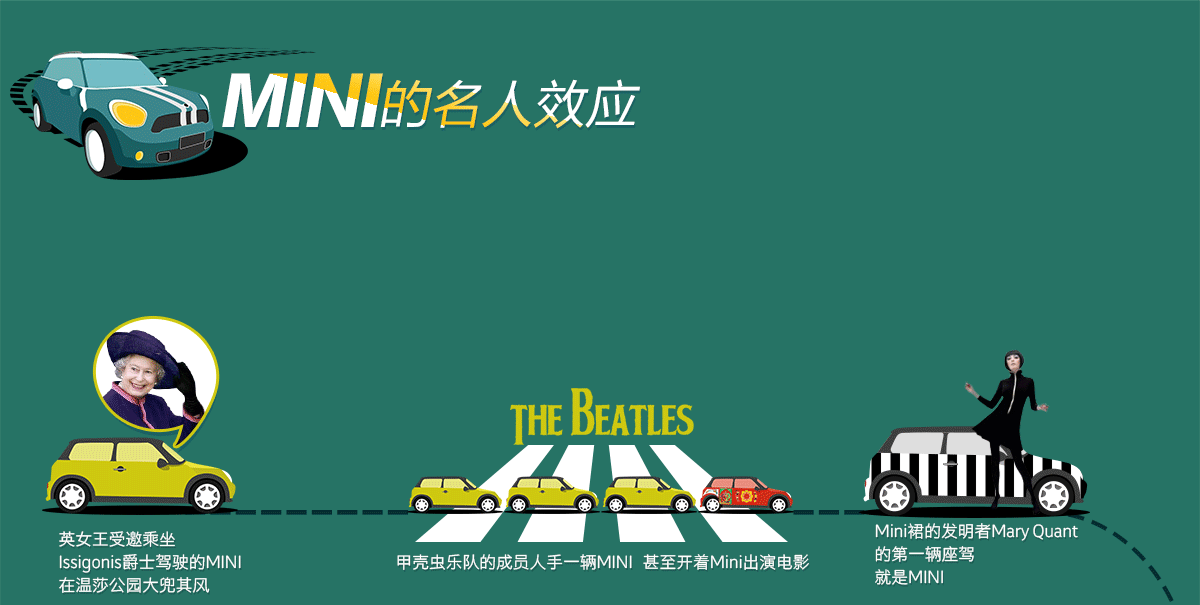 MINI的名人效应
THE BEATLES
英女王受邀乘坐
Issigonis爵士驾驶的MINI
在温莎公园大兜其风
甲壳虫乐队的成员人手一辆MINI 甚至开着Mini出演电影
Mini裙的发明者Mary Quant
的第一辆座驾
就是MINI